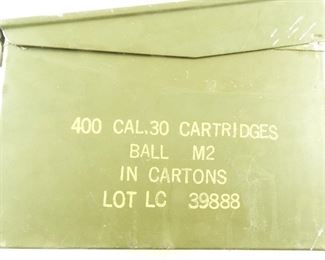 400 CAL.30 CARTRIDGES
BALL M2
IN CARTONS
LOT LC 39888